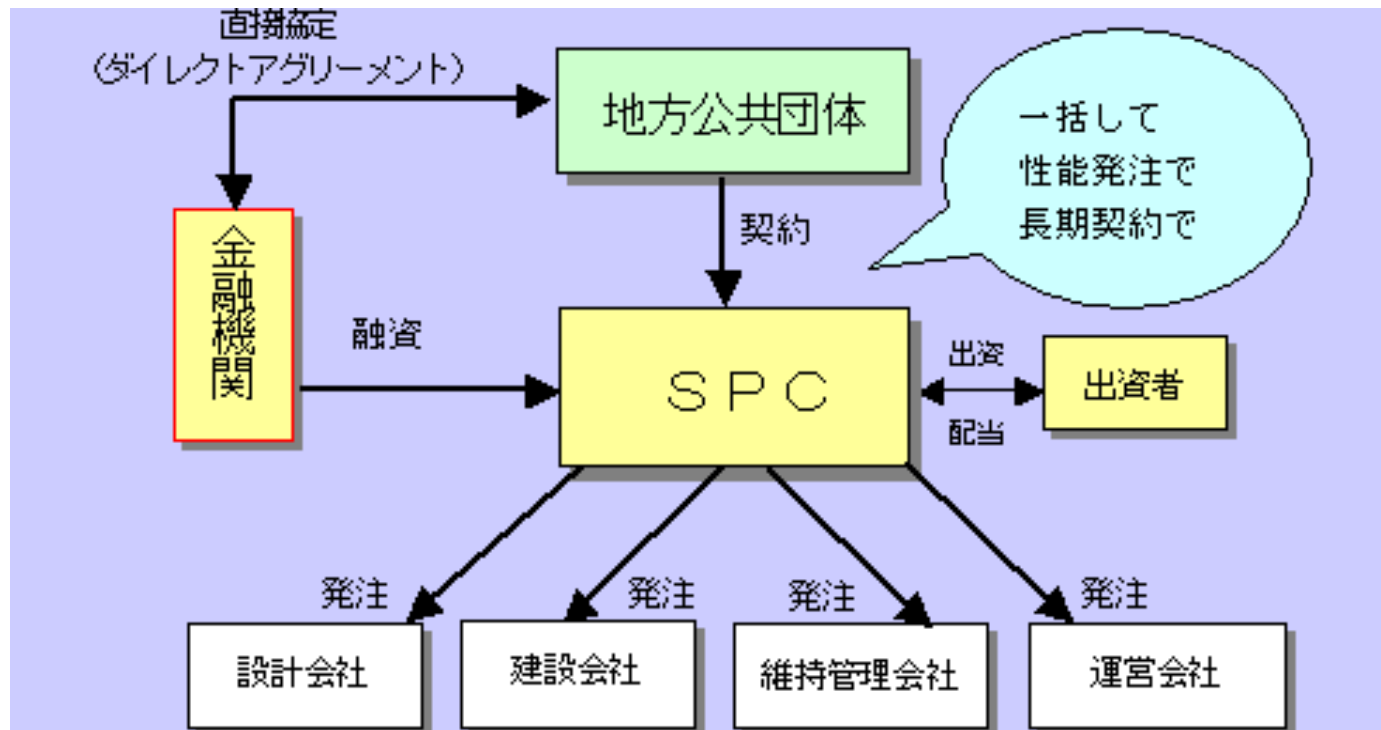 直接協定
（ダイレクトアグリーメント）
地方公共団体
一括して
性能発注で
長期契約で
契約
金融機関
融資
ＳＰＣ
出資
配当
出資者
発注
発注
発注
発注
設計会社
建設会社
維持管理会社
運営会社